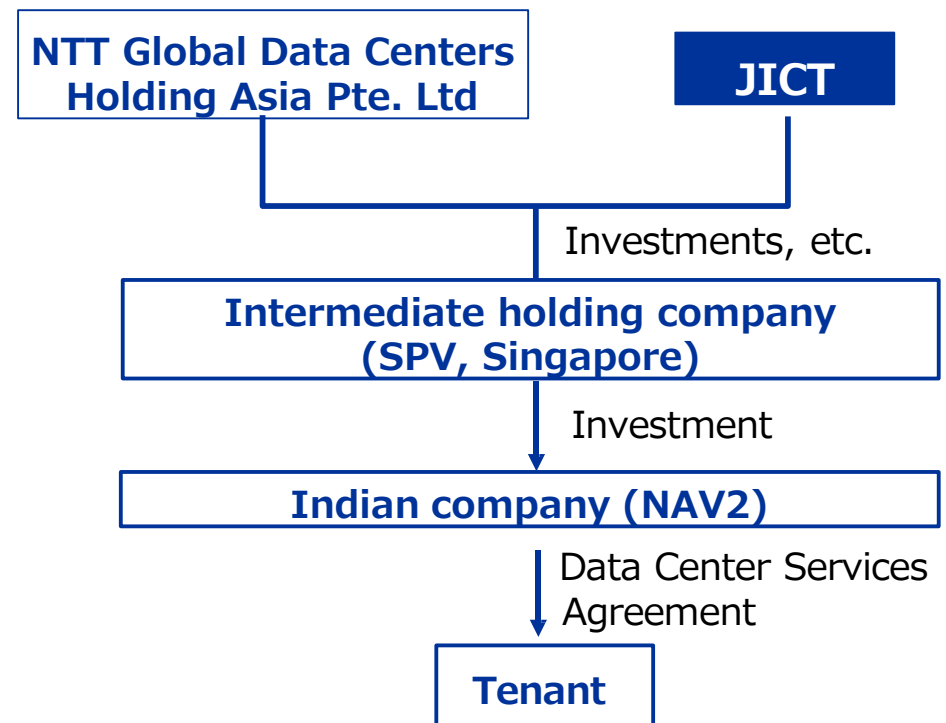 NTT Global Data Centers
Holding Asia Pte. Ltd
JICT
Investments, etc.
Intermediate holding company
(SPV, Singapore)
Investment
Indian company (NAV2)
Data Center Services
Agreement
Tenant